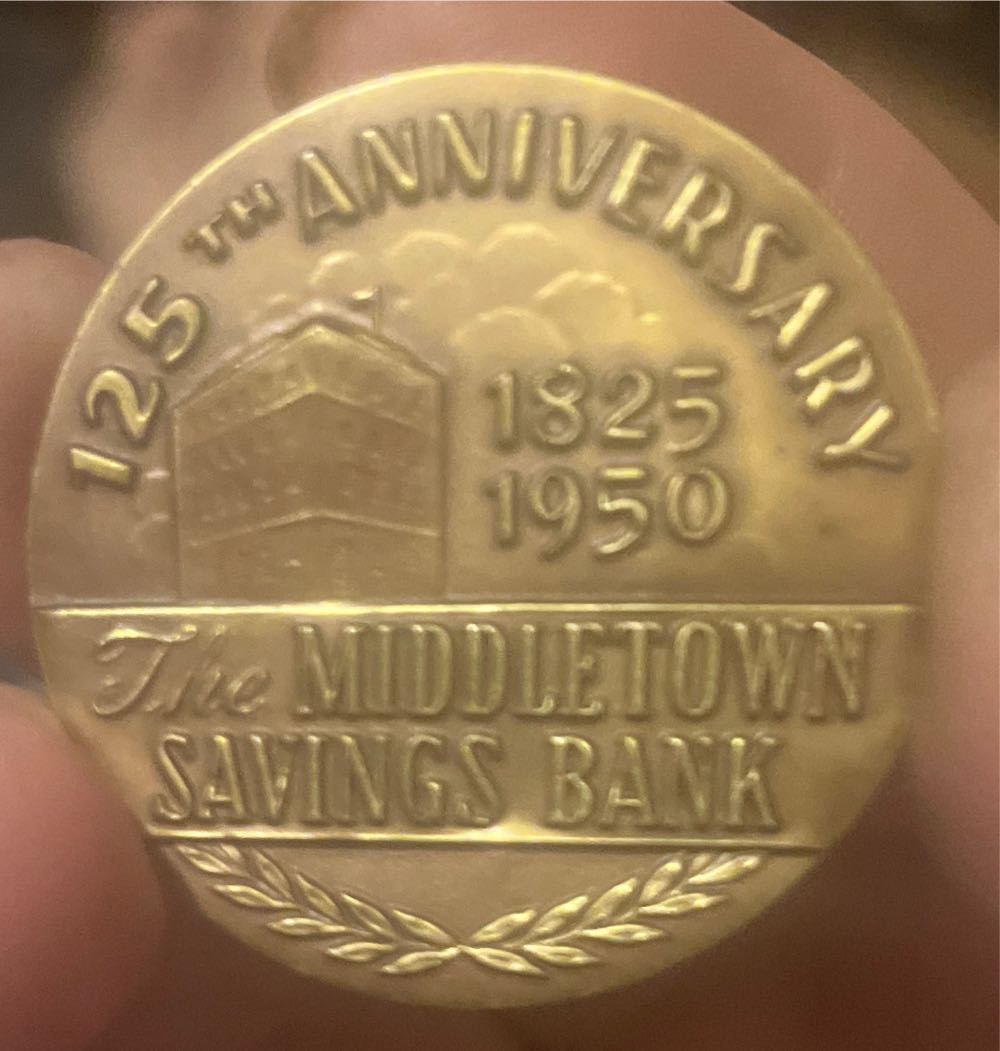 125TH ANNIVERSARY
1825
1950
The MIDDLETOWN
SAVINGS BANK